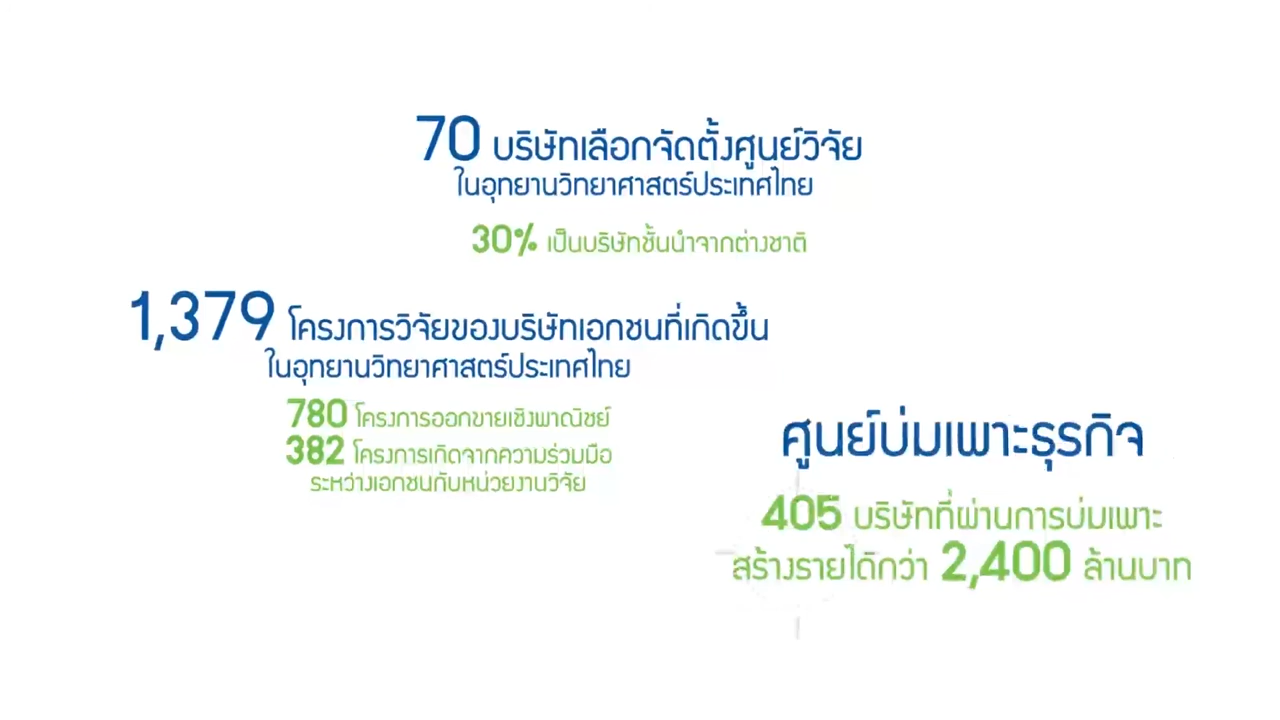 70 บริษัทเลือกจัดตั้งศูนย์วิจัย
ในอุทยานวิทยาศาสตร์ประเทศไทย
30% เป็นบริษัทชั้นนำจากต่างชาติ
1,379 โครงการวิจัยของบริษัทเอกชนที่เกิดขึ้น
ในอุทยานวิทยาศาสตร์ประเทศไทย
780 โครงการออกขายเชิงพาณิชย์
382 โครงการเกิดจากความร่วมมือ
ระหว่างเอกชนกับหน่วยงานวิจัย
ศูนย์บ่มเพาะธุรกิจ
405 บริษัทที่ผ่านการบ่มเพาะ
สร้างรายได้กว่า 2,400 ล้านบาท